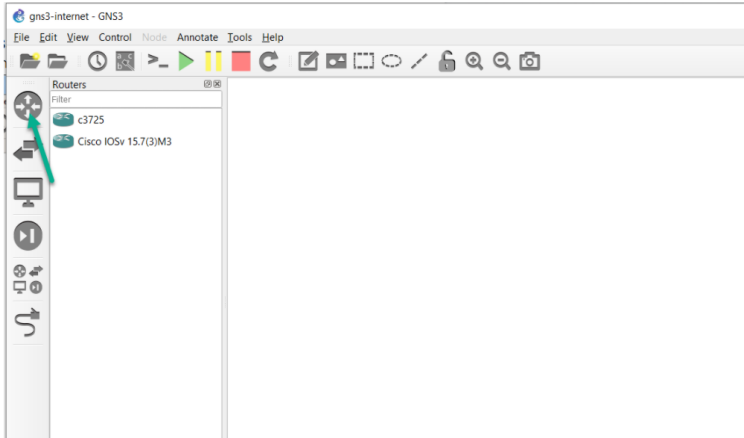 gns3-internet - GNS3
File Edit View Control Node Annotate Tools Help
Routers
Filter
c3725
Cisco IOSv 15.7(3)M3